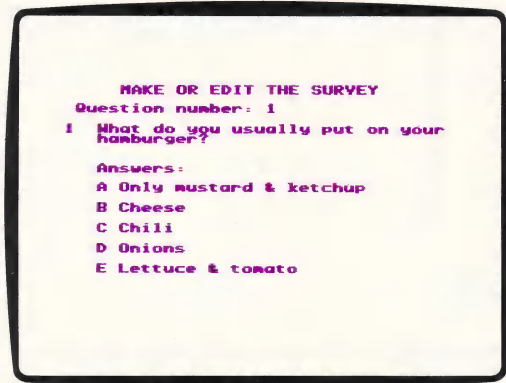 MAKE OR EDIT THE SURVEY
Question number: 1
1 What do you usually put on your
hamburger?
Answers:
A Only mustard & ketchup
B Cheese
C Chili
D Onions
E Lettuce & tomato